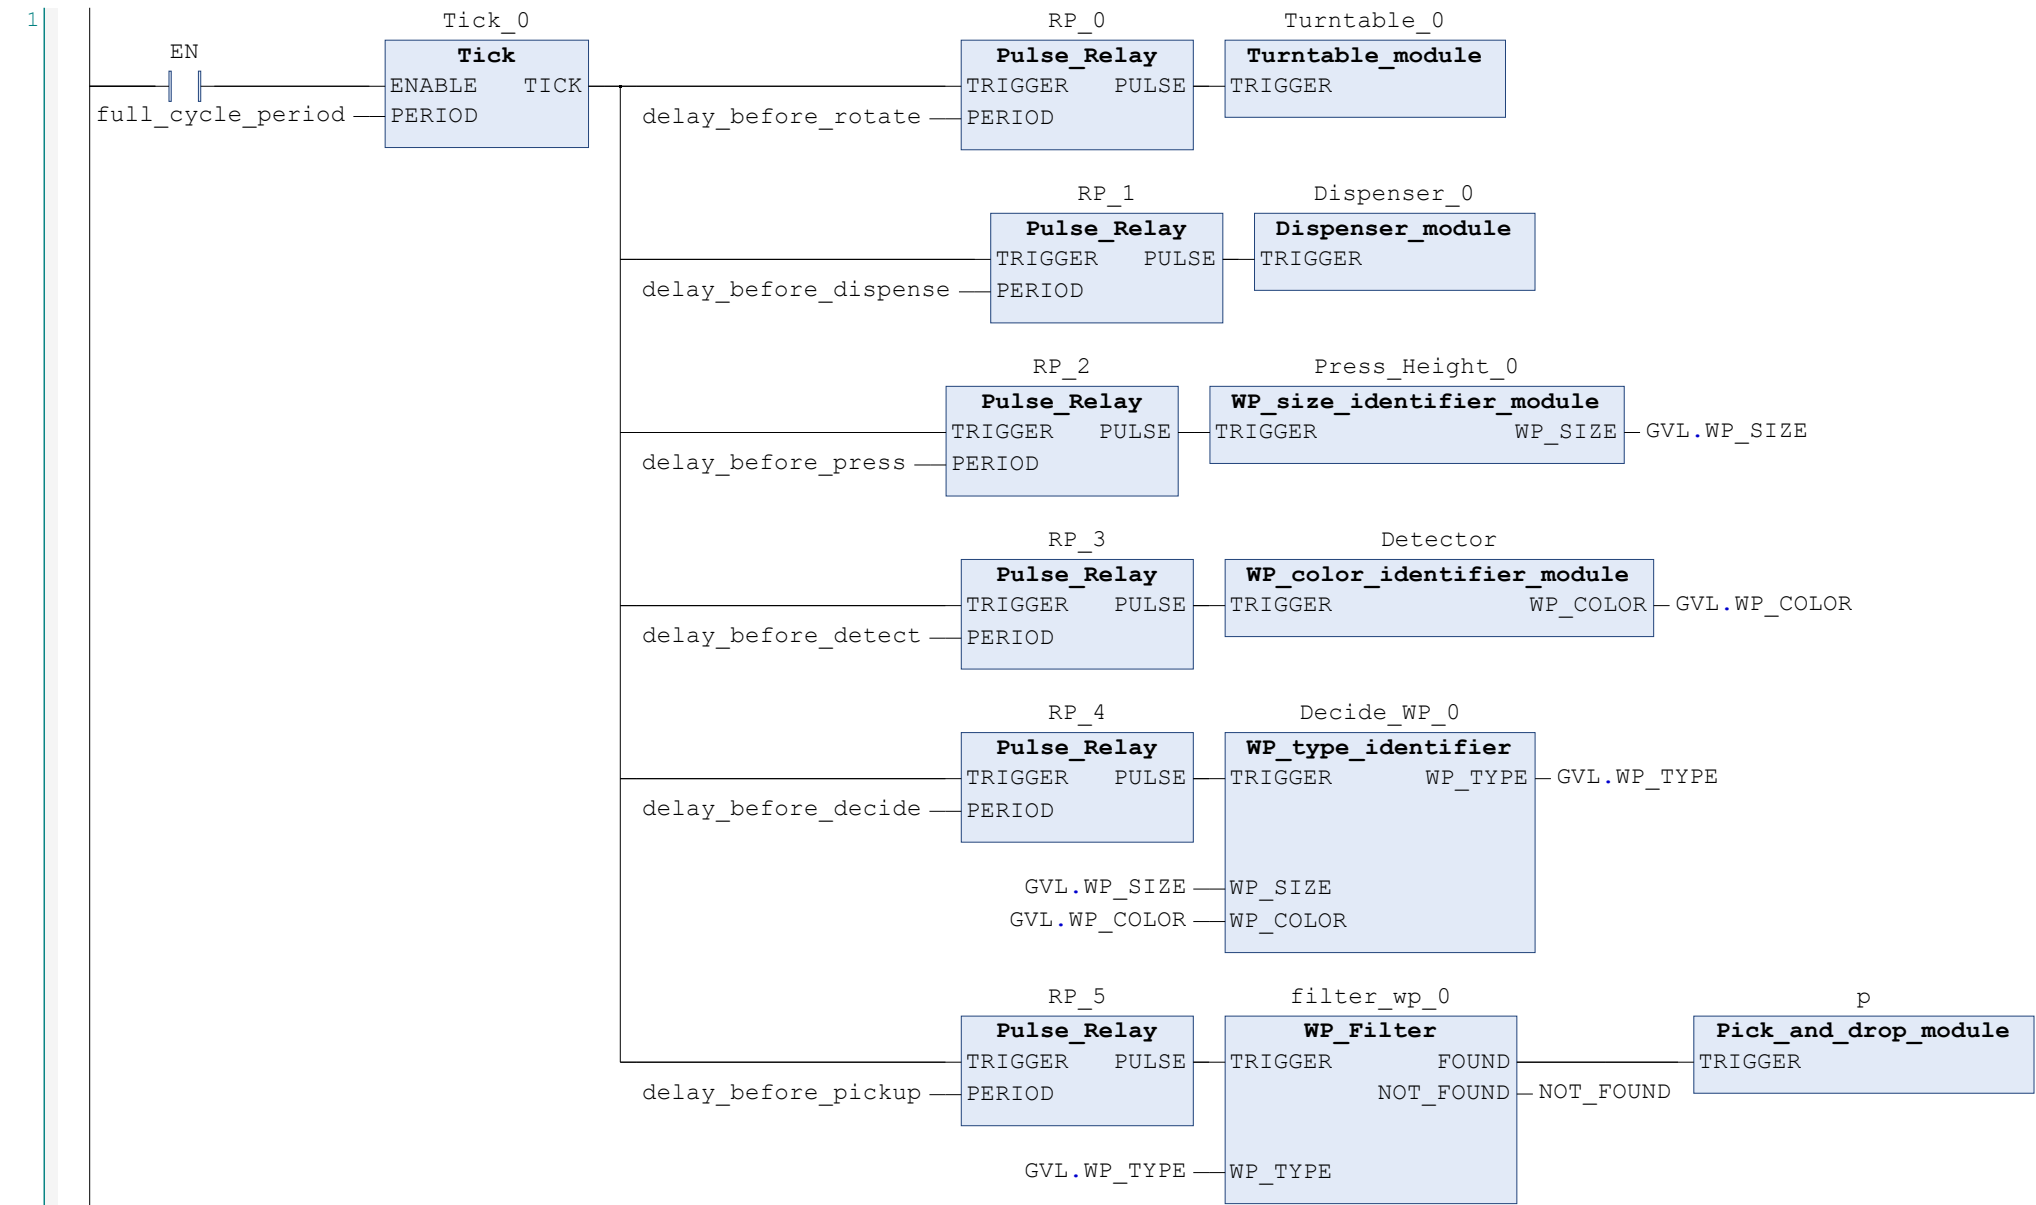 1
Tick_0
RP_0
Turntable_0
EN
Tick
Pulse_Relay
Turntable_module
ENABLE TICK
TRIGGER PULSE
TRIGGER
full_cycle_period
PERIOD
delay_before_rotate
PERIOD
RP_1
Dispenser_0
Pulse_Relay
Dispenser_module
TRIGGER PULSE
TRIGGER
delay_before_dispense
PERIOD
RP_2
Press_Height_0
Pulse_Relay
WP_size_identifier_module
TRIGGER PULSE
TRIGGER WP_SIZE
GVL.WP_SIZE
delay_before_press
PERIOD
RP_3
Detector
Pulse_Relay
WP_color_identifier_module
TRIGGER PULSE
TRIGGER WP_COLOR
GVL.WP_COLOR
delay_before_detect
PERIOD
RP_4
Decide_WP_0
Pulse_Relay
WP_type_identifier
TRIGGER PULSE
TRIGGER WP_TYPE
GVL.WP_TYPE
delay_before_decide
PERIOD
GVL.WP_SIZE
WP_SIZE
GVL.WP_COLOR
WP_COLOR
RP_5
filter_wp_0
p
Pulse_Relay
WP_Filter
Pick_and_drop_module
TRIGGER PULSE
TRIGGER FOUND
TRIGGER
delay_before_pickup
PERIOD
NOT_FOUND
NOT_FOUND
GVL.WP_TYPE
WP_TYPE